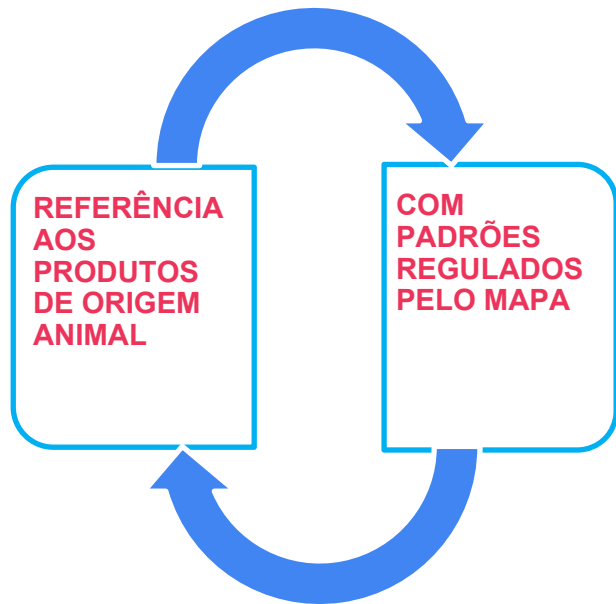 REFERÊNCIA
AOS
PRODUTOS
DE ORIGEM
ANIMAL
COM
PADRÕES
REGULADOS
PELO MAPA